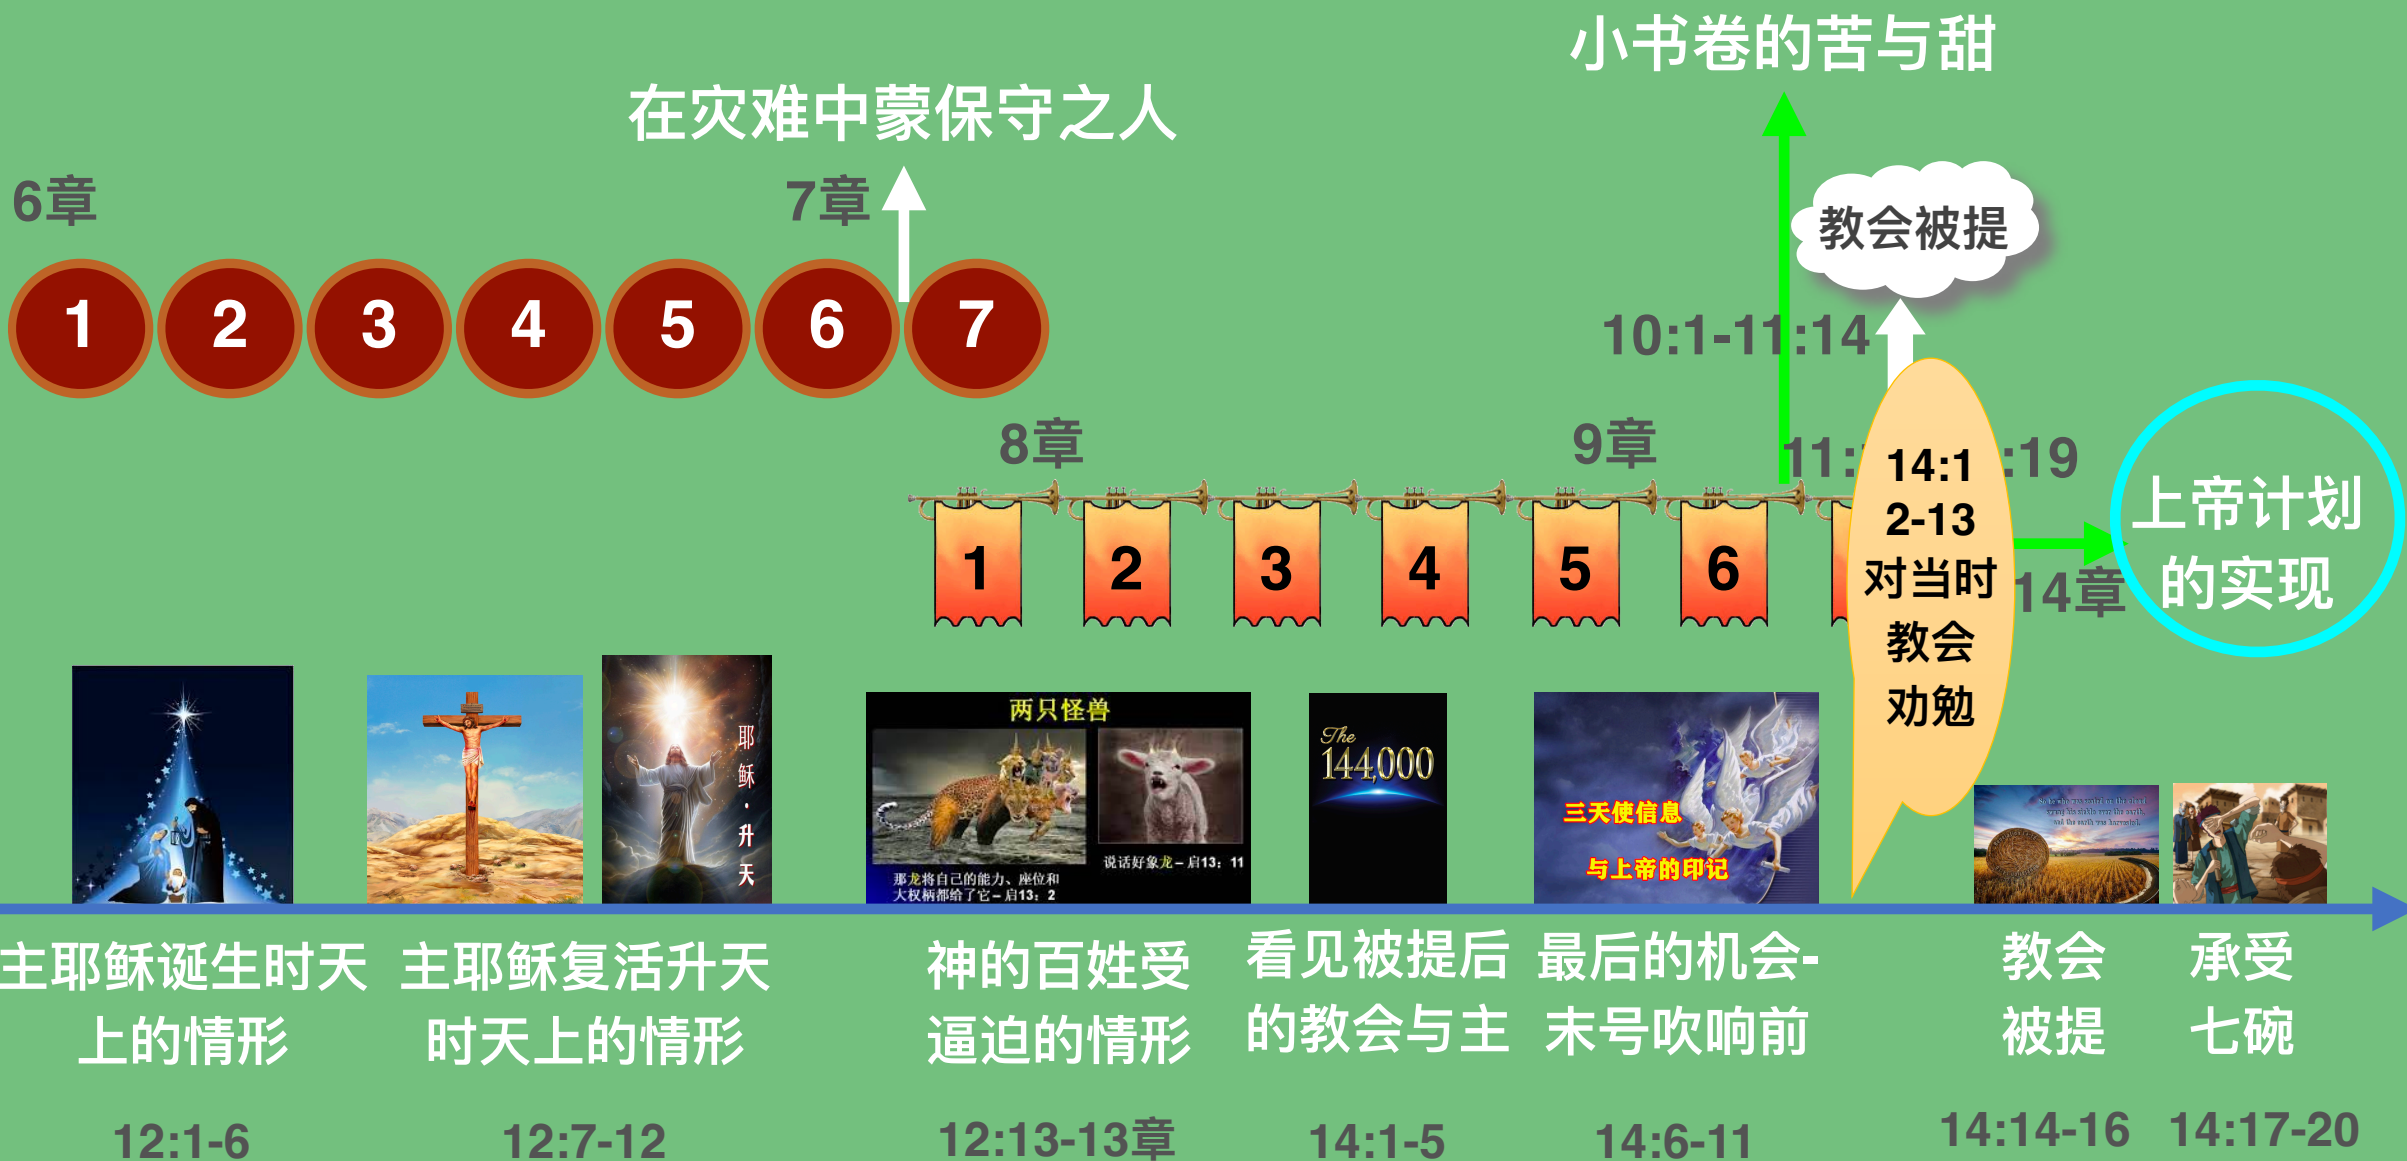 小书卷的苦与甜
在灾难中蒙保守之人
6章
7章
教会被提
1 2 3 4 5 6 7
10:1-11:14
8章
9章
11:
:19
14:1
2-13
对当时
教会
劝勉
上帝计划
的实现
1 2 3 4 5 6
14章
耶稣·升天
两只怪兽
说话好象龙－启13：11
那龙将自己的能力、座位和
大权柄都给了它－启13：2
The
144,000
三天使信息
与上帝的印记
主耶稣诞生时天
上的情形
主耶稣复活升天
时天上的情形
神的百姓受
逼迫的情形
看见被提后
的教会与主
最后的机会-
末号吹响前
教会
被提
承受
七碗
12:1-6
12:7-12
12:13-13章
14:1-5
14:6-11
14:14-16
14:17-20